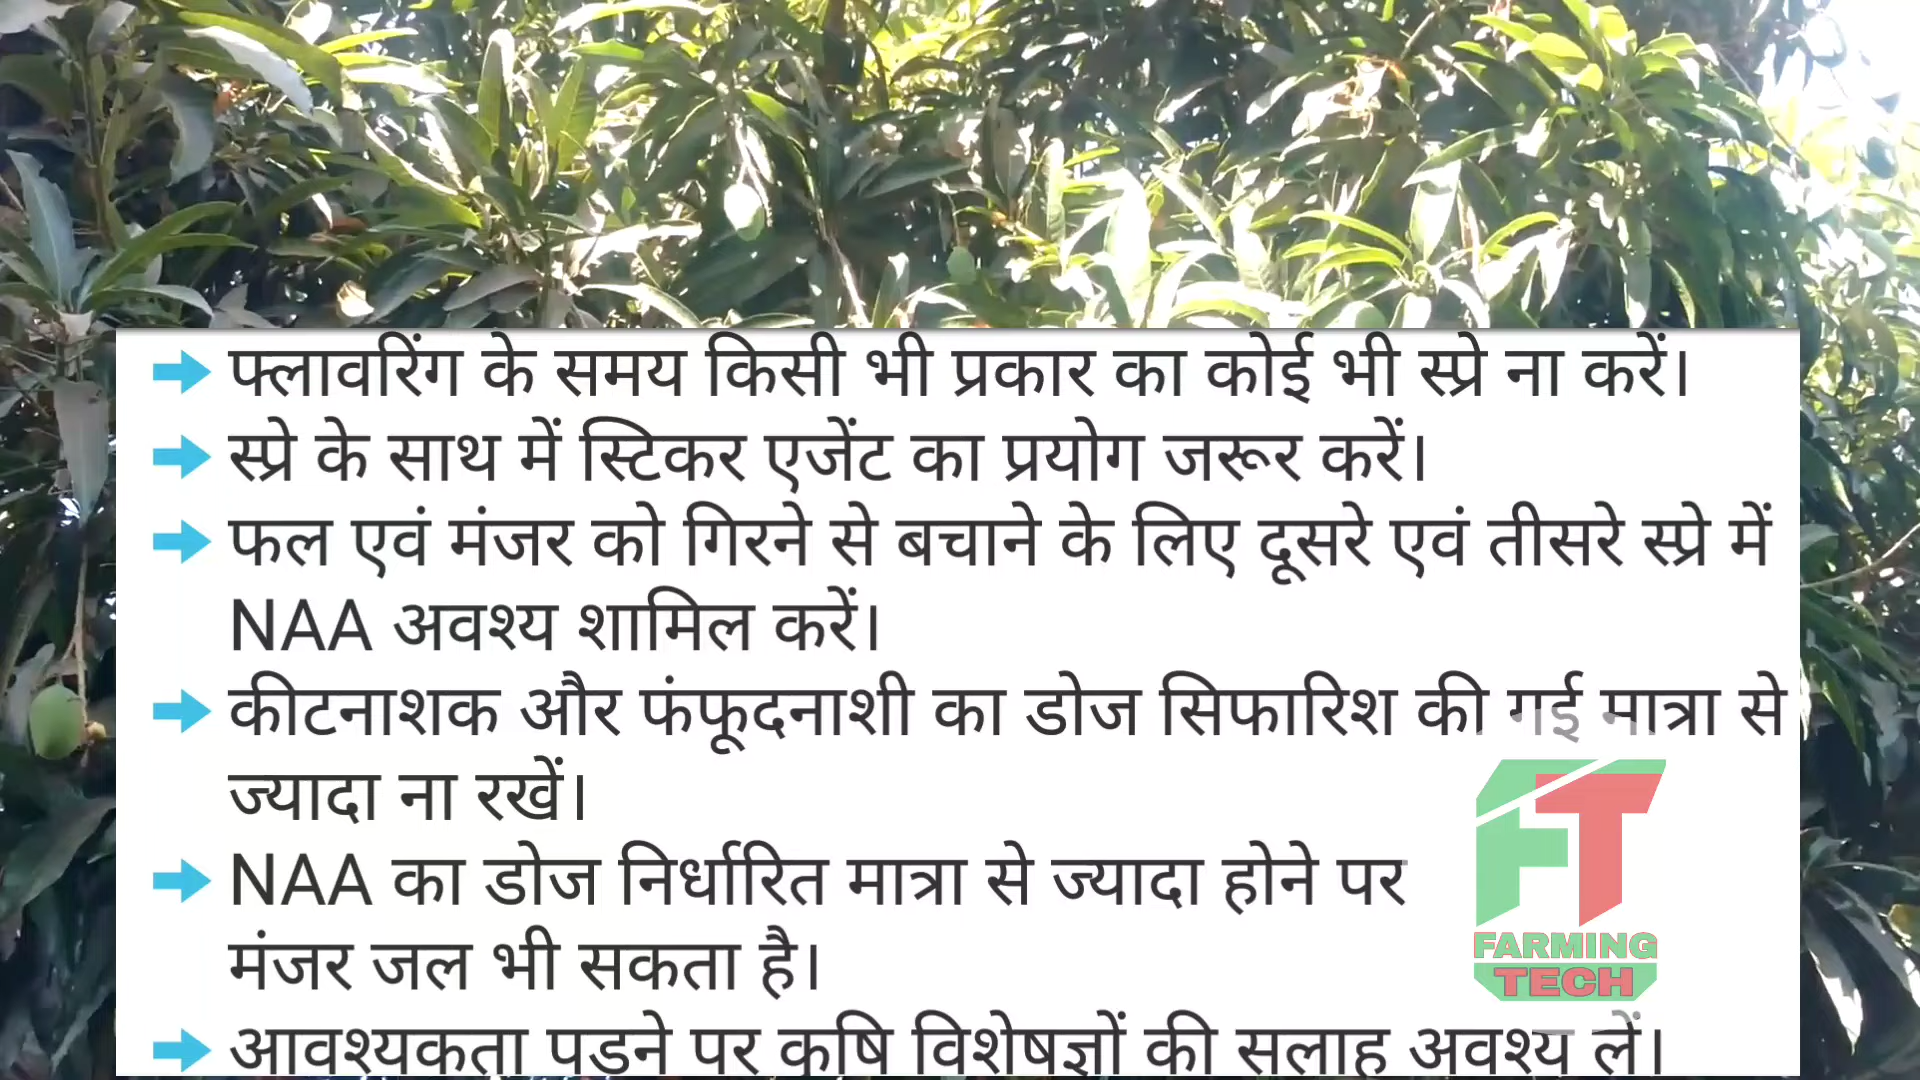 फ्लावरिंग के समय किसी भी प्रकार का कोई भी स्प्रे ना करें।
स्प्रे के साथ में स्टिकर एजेंट का प्रयोग जरूर करें।
फल एवं मंजर को गिरने से बचाने के लिए दूसरे एवं तीसरे स्प्रे में
NAA अवश्य शामिल करें।
कीटनाशक और फंफूदनाशी का डोज सिफारिश की गई मात्रा से
ज्यादा ना रखें।
NAA का डोज निर्धारित मात्रा से ज्यादा होने पर
मंजर जल भी सकता है।
आवश्यकता पडने पर कृषि विशेषज्ञों की सलाह अवश्य लें।
FT
FARMING
TECH